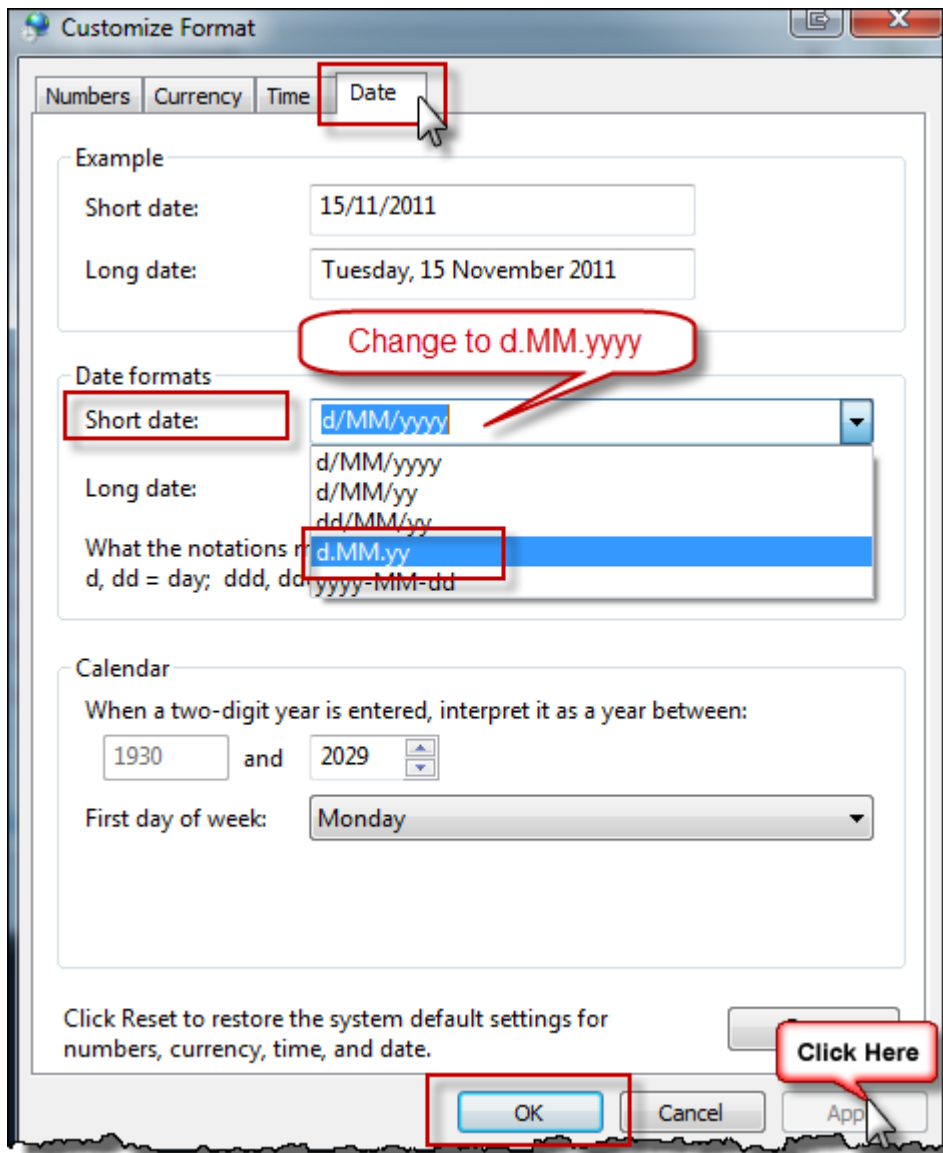 Customize Format
Numbers Currency Time Date
Example
Short date: 15/11/2011
Long date: Tuesday, 15 November 2011
Change to d.MM.yyyy
Date formats
Short date: d/MM/yyyy
d/MM/yyyy
d/MM/yy
Long date:
dd/MM/yy
What the notations
d.MM.yy
d, dd = day; ddd,
yyyy-MM-dd
Calendar
When a two-digit year is entered, interpret it as a year between:
1930 and 2029
First day of week: Monday
Click Reset to restore the system default settings for
numbers, currency, time, and date.
Click Here
OK Cancel